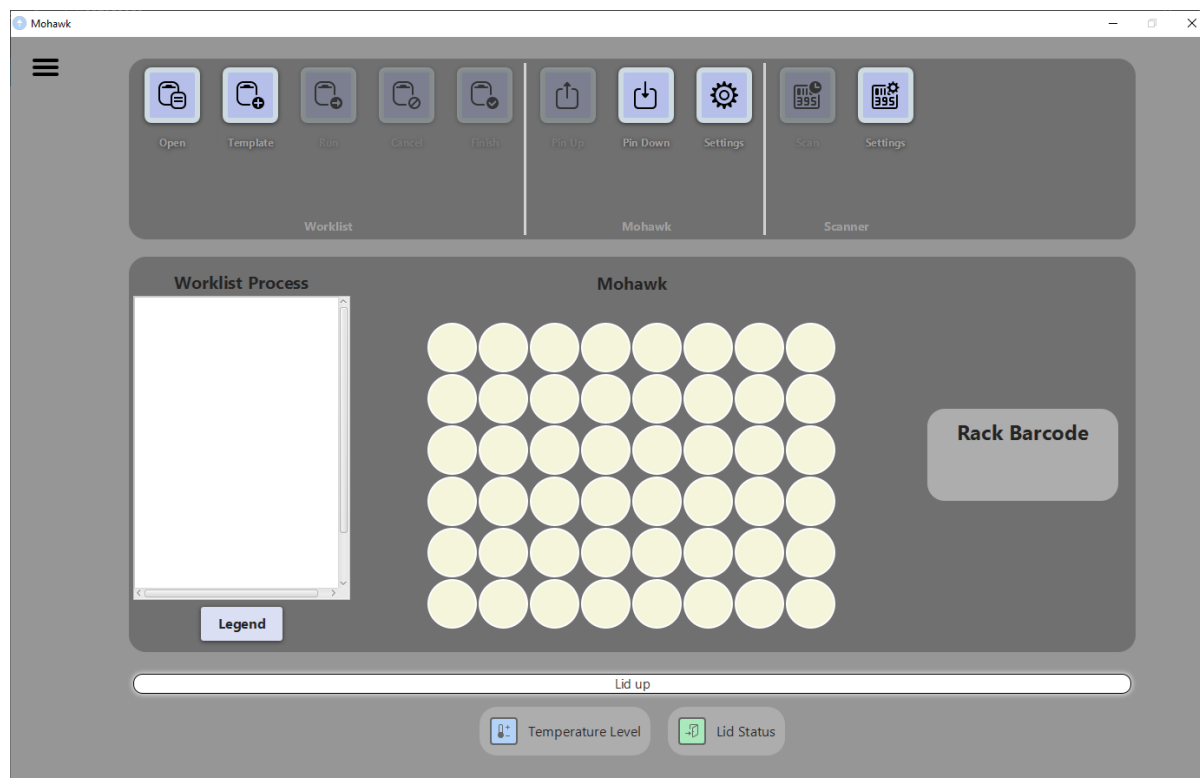 Mohawk
Open
Template
Run
Cancel
Finish
Pin Up
Pin Down
Settings
Scan
Settings
Worklist
Mohawk
Scanner
Worklist Process
Mohawk
Rack Barcode
Legend
Lid up
Temperature Level
Lid Status